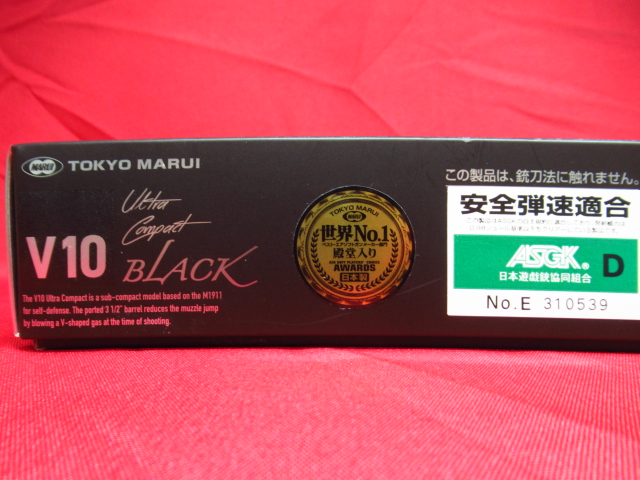 MARUI TOKYO MARUI
Ultra
Compact
V10 BLACK
The V10 Ultra Compact is a sub-compact model based on the M1911
for self-defense. The ported 3 1/2" barrel reduces the muzzle jump
by blowing a V-shaped gas at the time of shooting.
TOKYO MARUI
世界No.1
殿堂入り
AWARDS
日本製
この製品は、銃刀法に触れません。
安全弾速適合
ASGK D
日本遊戯銃協同組合
No.E 310539